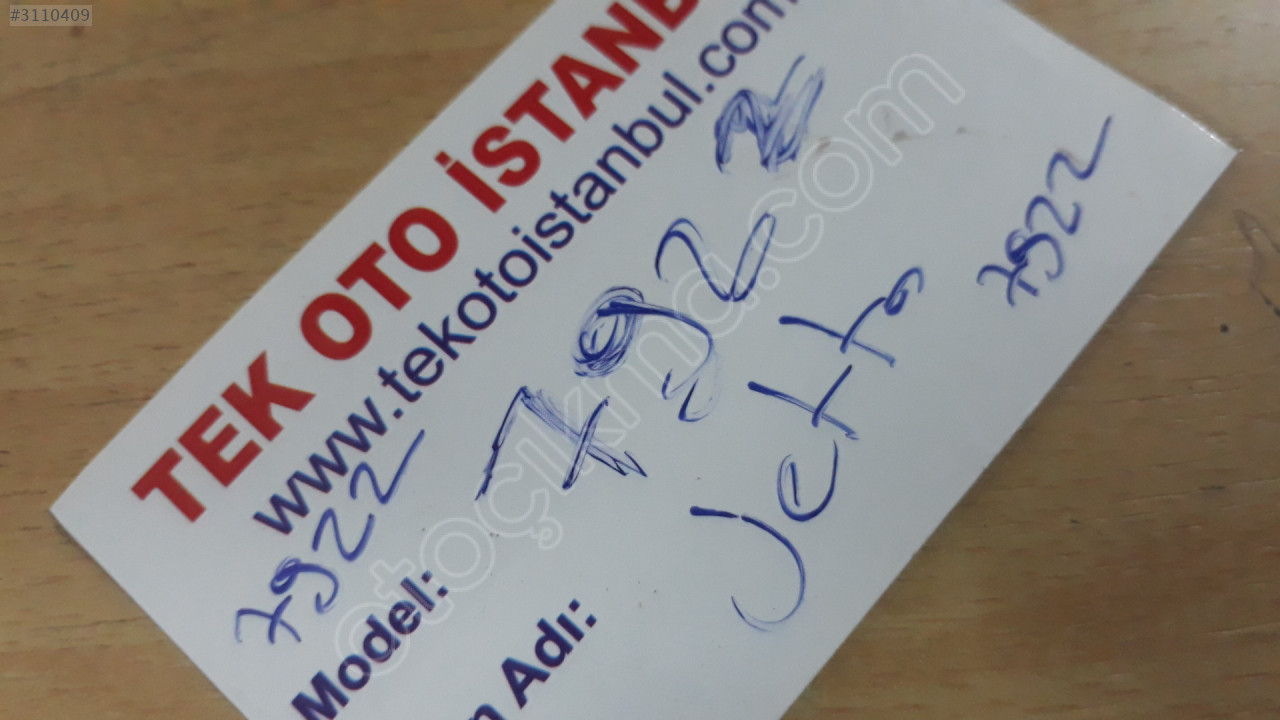 #3110409
TEK OTO İSTANB
www.tekotoistanbul.com
7922
7922
7922
Model:
Jetta
Adı:
otoçıkma.com